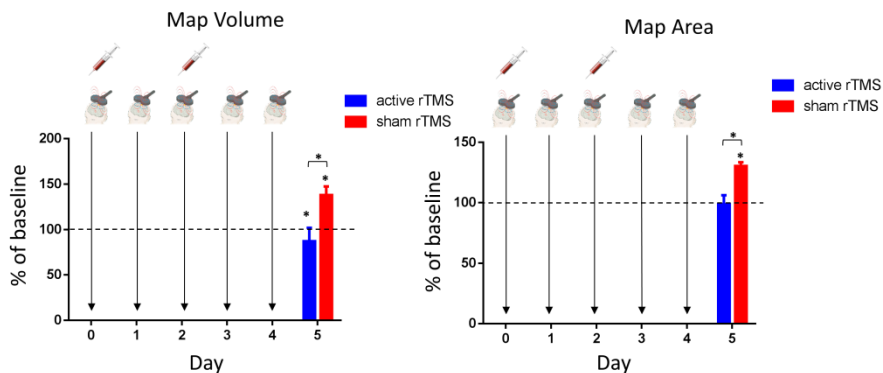 Map Volume
active rTMS
sham rTMS
% of baseline
200
150
100
50
0
*
*
*
0 1 2 3 4 5
Day
Map Area
active rTMS
sham rTMS
% of baseline
150
100
50
0
*
*
0 1 2 3 4 5
Day